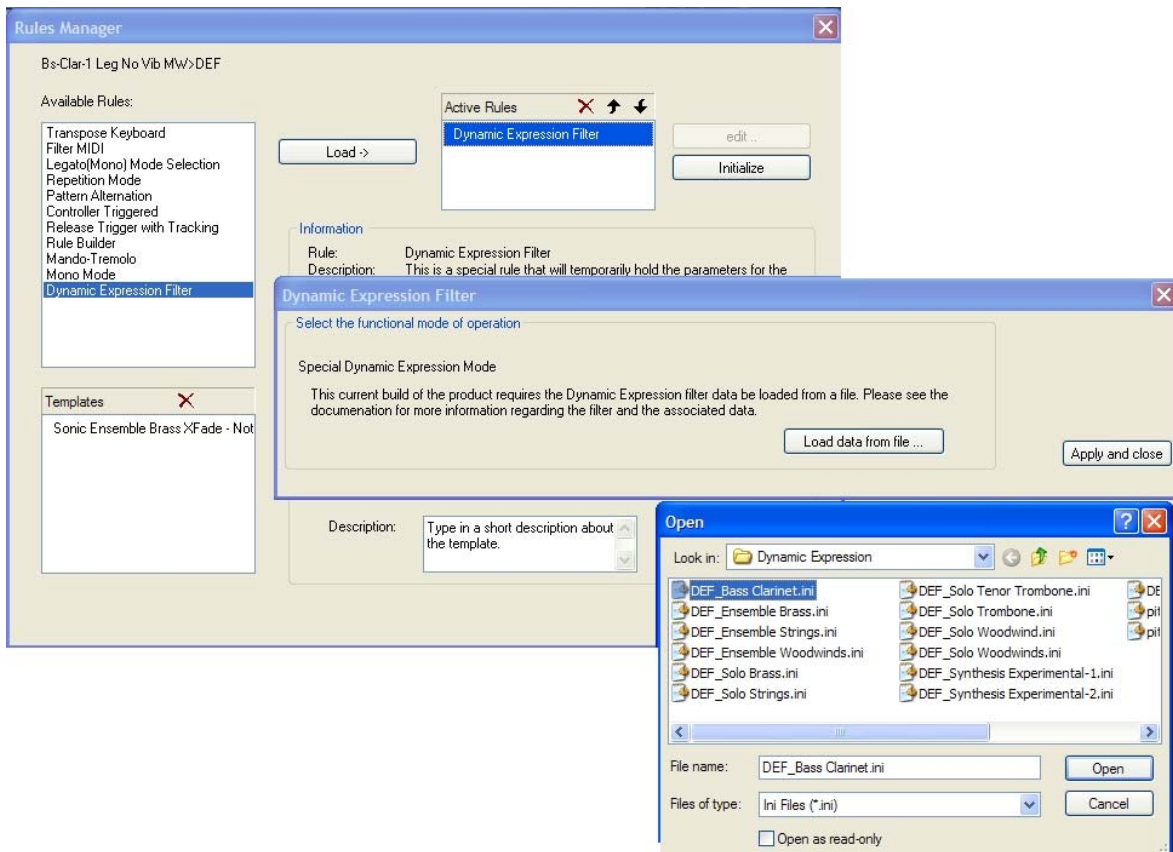 Rules Manager
Bs-Clar-1 Leg No Vib MW>DEF
Available Rules:
Transpose Keyboard
Filter MIDI
Legato(Mono) Mode Selection
Repetition Mode
Pattern Alternation
Controller Triggered
Release Trigger with Tracking
Rule Builder
Mando-Tremolo
Mono Mode
Dynamic Expression Filter
Load ->
Active Rules
Dynamic Expression Filter
edit ..
Initialize
Information
Rule: Dynamic Expression Filter
Description: This is a special rule that will temporarily hold the parameters for the
Templates
Sonic Ensemble Brass XFade - Not
Dynamic Expression Filter
Select the functional mode of operation
Special Dynamic Expression Mode
This current build of the product requires the Dynamic Expression filter data be loaded from a file. Please see the
documenation for more information regarding the filter and the associated data.
Load data from file ...
Apply and close
Description: Type in a short description about
the template.
Open
Look in: Dynamic Expression
DEF_Bass Clarinet.ini
DEF_Ensemble Brass.ini
DEF_Ensemble Strings.ini
DEF_Ensemble Woodwinds.ini
DEF_Solo Brass.ini
DEF_Solo Strings.ini
DEF_Solo Tenor Trombone.ini
DEF_Solo Trombone.ini
DEF_Solo Woodwind.ini
DEF_Solo Woodwinds.ini
DEF_Synthesis Experimental-1.ini
DEF_Synthesis Experimental-2.ini
DE
pit
pit
File name: DEF_Bass Clarinet.ini
Open
Files of type: Ini Files (*.ini)
Cancel
Open as read-only